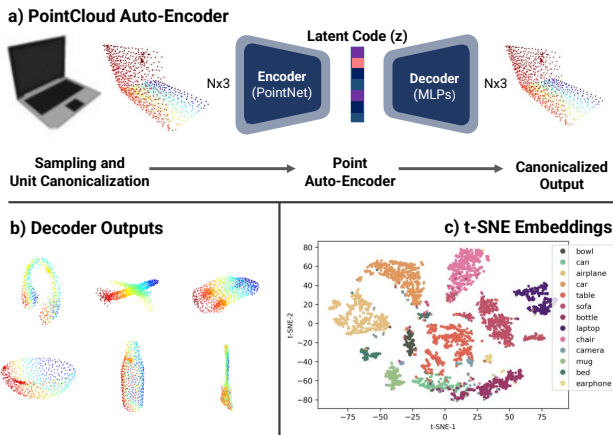 a) PointCloud Auto-Encoder
Latent Code (z)
Nx3
Encoder
(PointNet)
Decoder
(MLPs)
Nx3
Sampling and
Unit Canonicalization
Point
Auto-Encoder
Canonicalized
Output
b) Decoder Outputs
c) t-SNE Embeddings
80
60
40
20
0
-20
-40
-60
-80
t-SNE-2
-75
-50
-25
0
25
50
75
t-SNE-1
bowl
can
airplane
car
table
sofa
bottle
laptop
chair
camera
mug
bed
earphone